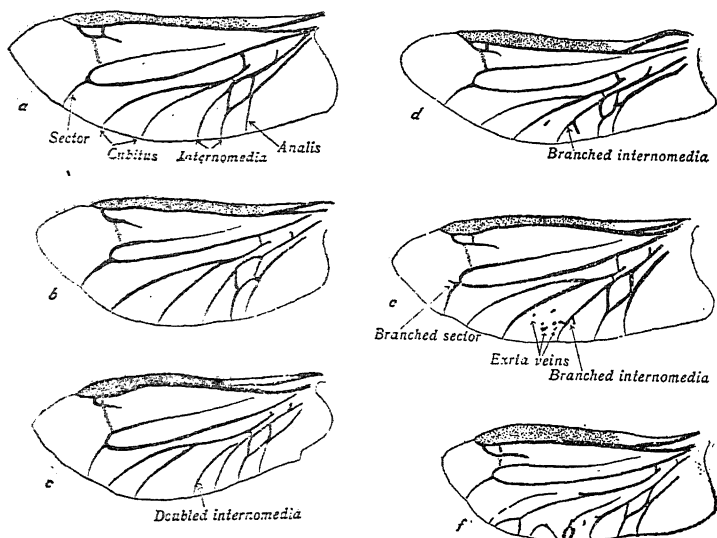 a
Sector
Cubitus
Internomedia
Analis
d
Branched internomedia
b
e
Branched sector
Exrta veins
Branched internomedia
c
Doubled internomedia
f